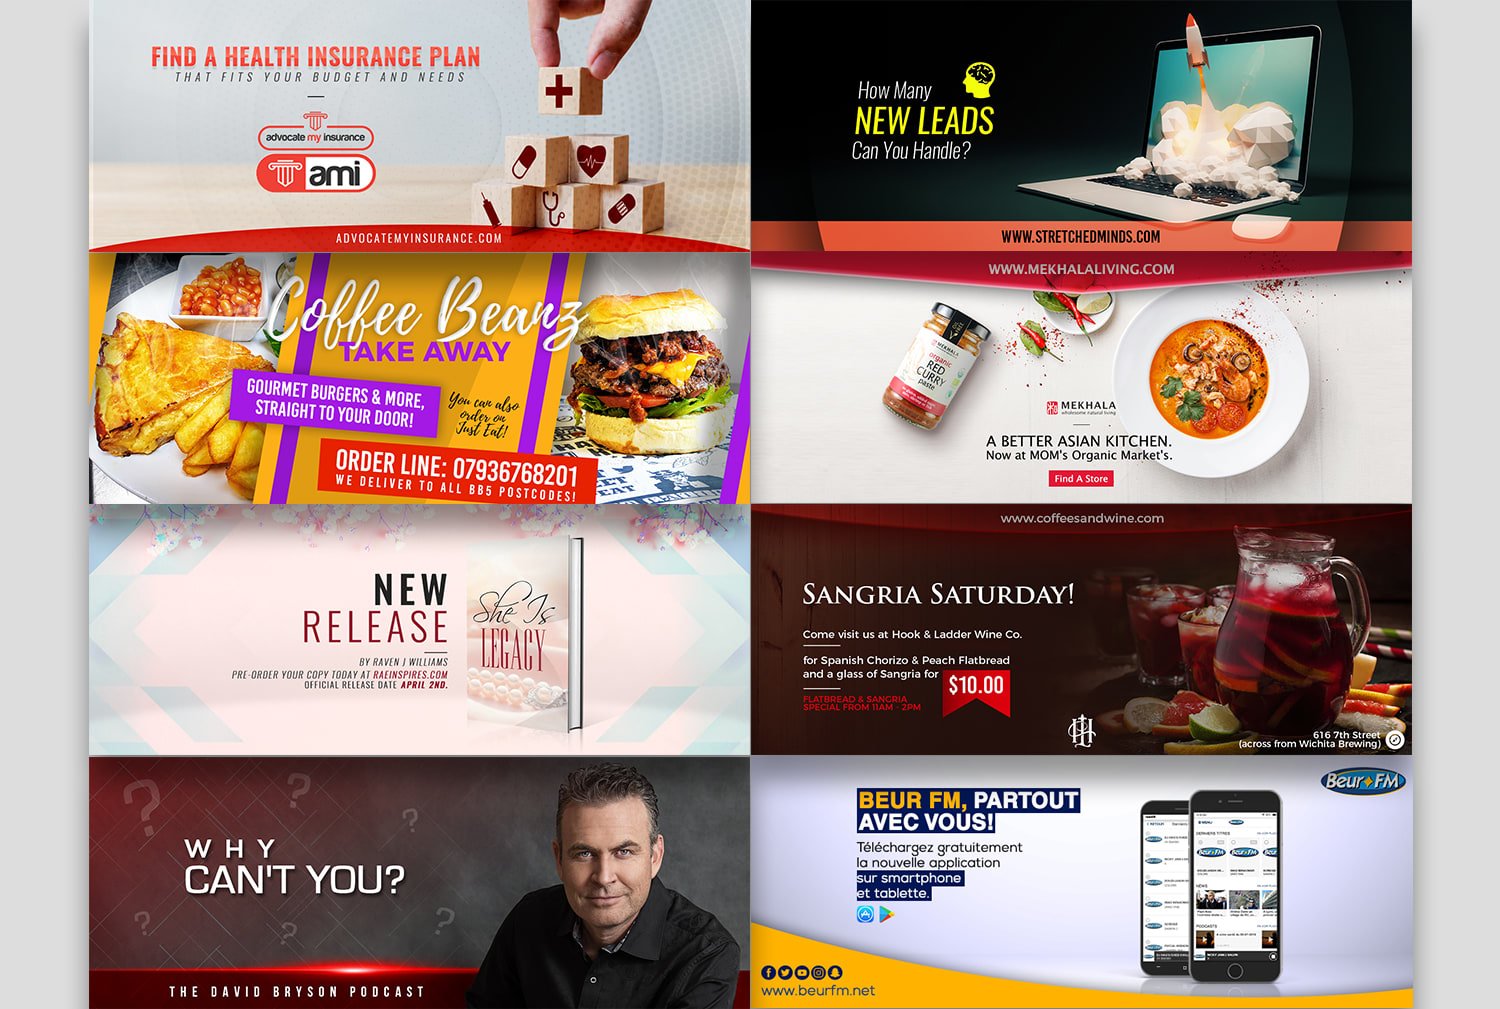 FIND A HEALTH INSURANCE PLAN
THAT FITS YOUR BUDGET AND NEEDS
advocate my insurance
ami
ADVOCATEMYINSURANCE.COM
How Many
NEW LEADS
Can You Handle?
WWW.STRETCHEDMINDS.COM
Coffee Beanz
TAKE AWAY
GOURMET BURGERS & MORE,
STRAIGHT TO YOUR DOOR!
You can also
order on
Just Eat!
ORDER LINE: 07936768201
WE DELIVER TO ALL BB5 POSTCODES!
WWW.MEKHALALIVING.COM
MEKHALA
organic
RED
CURRY
paste
MEKHALA
wholesome natural living
A BETTER ASIAN KITCHEN.
Now at MOM's Organic Market's.
Find A Store
NEW
RELEASE
BY RAVEN J WILLIAMS
PRE-ORDER YOUR COPY TODAY AT RAEINSPIRES.COM
OFFICIAL RELEASE DATE APRIL 2ND.
She Is
LEGACY
www.coffeesandwine.com
SANGRIA SATURDAY!
Come visit us at Hook & Ladder Wine Co.
for Spanish Chorizo & Peach Flatbread
and a glass of Sangria for
$10.00
FLATBREAD & SANGRIA
SPECIAL FROM 11AM - 2PM
616 7th Street
(across from Wichita Brewing)
WHY
CAN'T YOU?
THE DAVID BRYSON PODCAST
Beur FM
BEUR FM, PARTOUT
AVEC VOUS!
Téléchargez gratuitement
la nouvelle application
sur smartphone
et tablette.
MENU
DERNIERS TITRES
NEWS
PODCASTS
www.beurfm.net